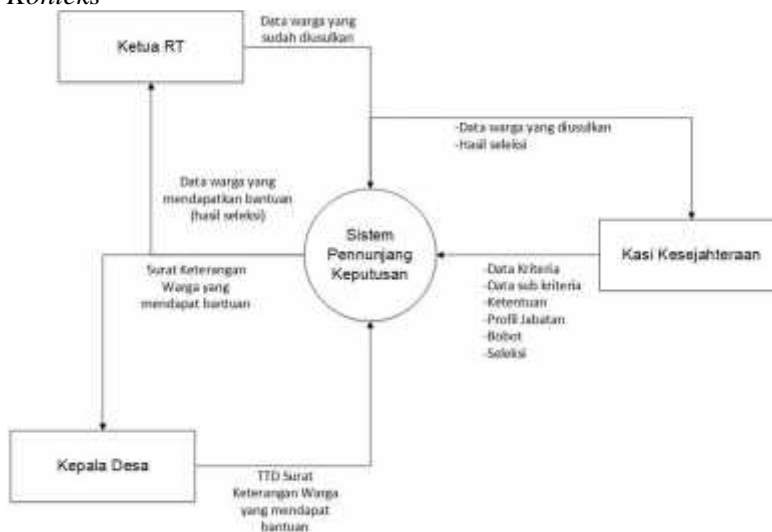 Konteks
Data warga yang
sudah diusulkan
Ketua RT
-Data warga yang diusulkan
-Hasil seleksi
Data warga yang
mendapatkan bantuan
(hasil seleksi)
Sistem
Pennunjang
Keputusan
Kasi Kesejahteraan
Surat Keterangan
Warga yang
mendapat bantuan
-Data Kriteria
-Data sub kriteria
-Ketentuan
-Profil Jabatan
-Bobot
-Seleksi
Kepala Desa
TTD Surat
Keterangan Warga
yang mendapat
bantuan